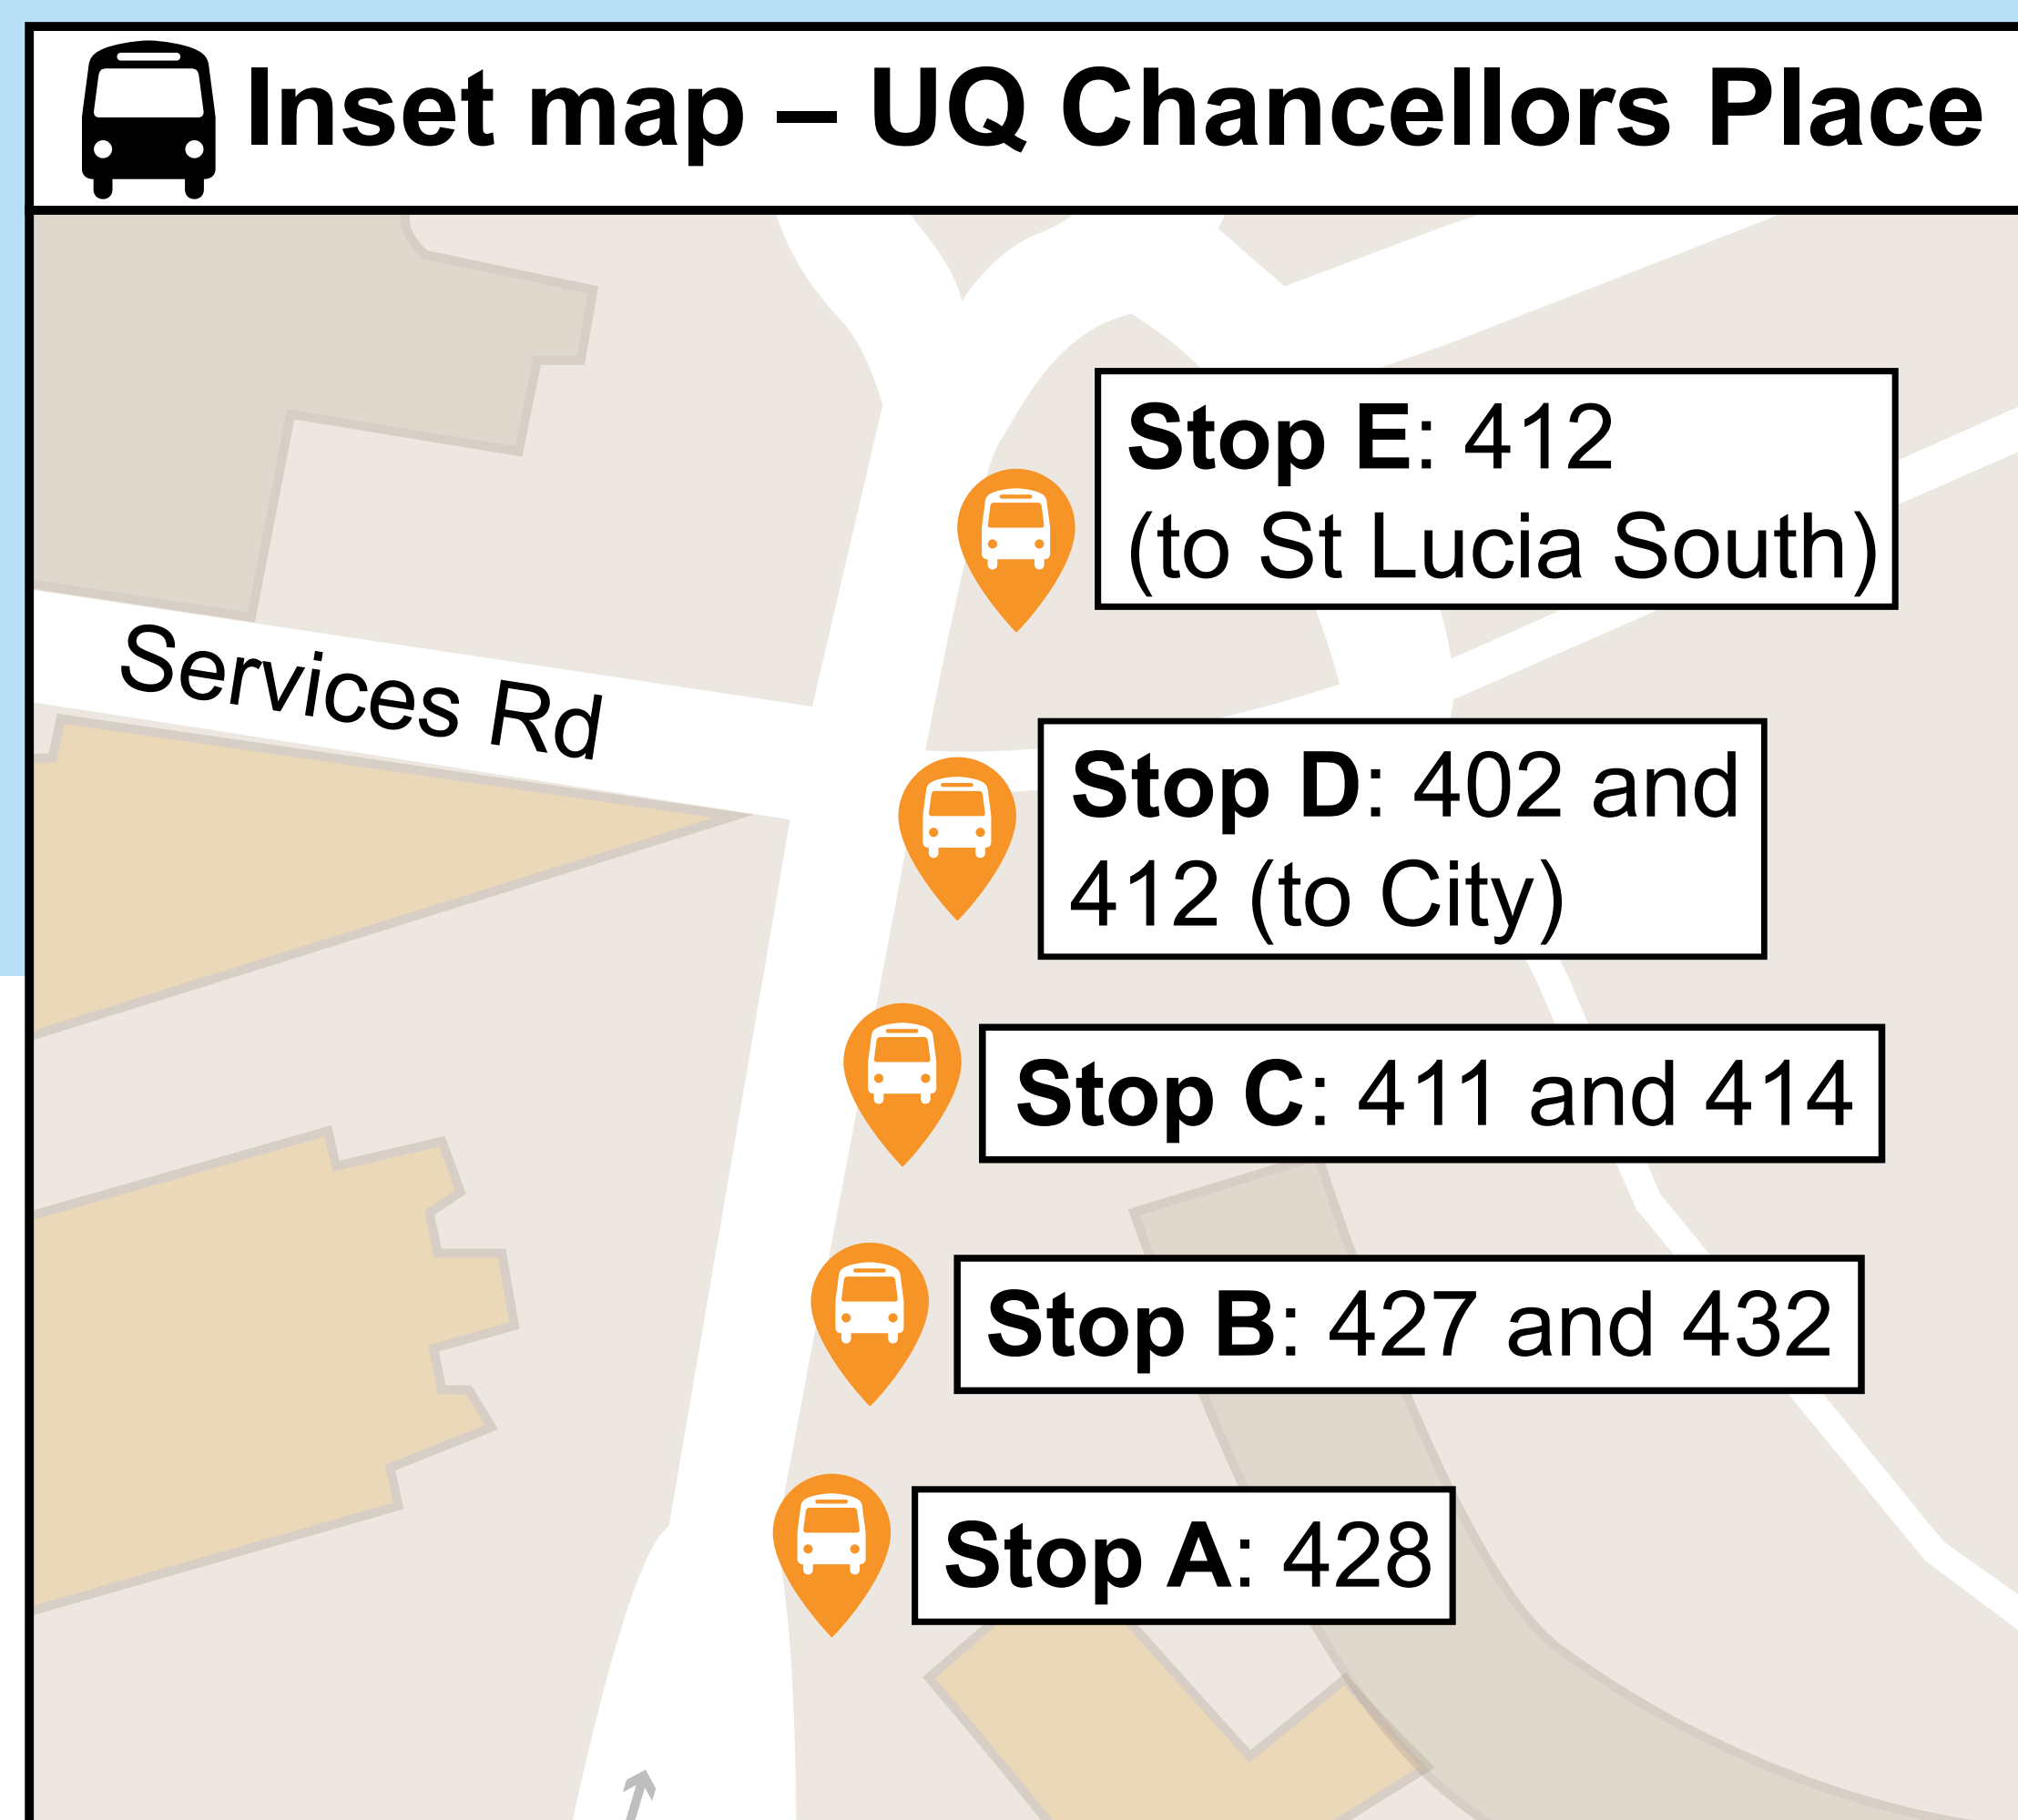 Inset map – UQ Chancellors Place
Stop E: 412
(to St Lucia South)
Services Rd
Stop D: 402 and
412 (to City)
Stop C: 411 and 414
Stop B: 427 and 432
Stop A: 428